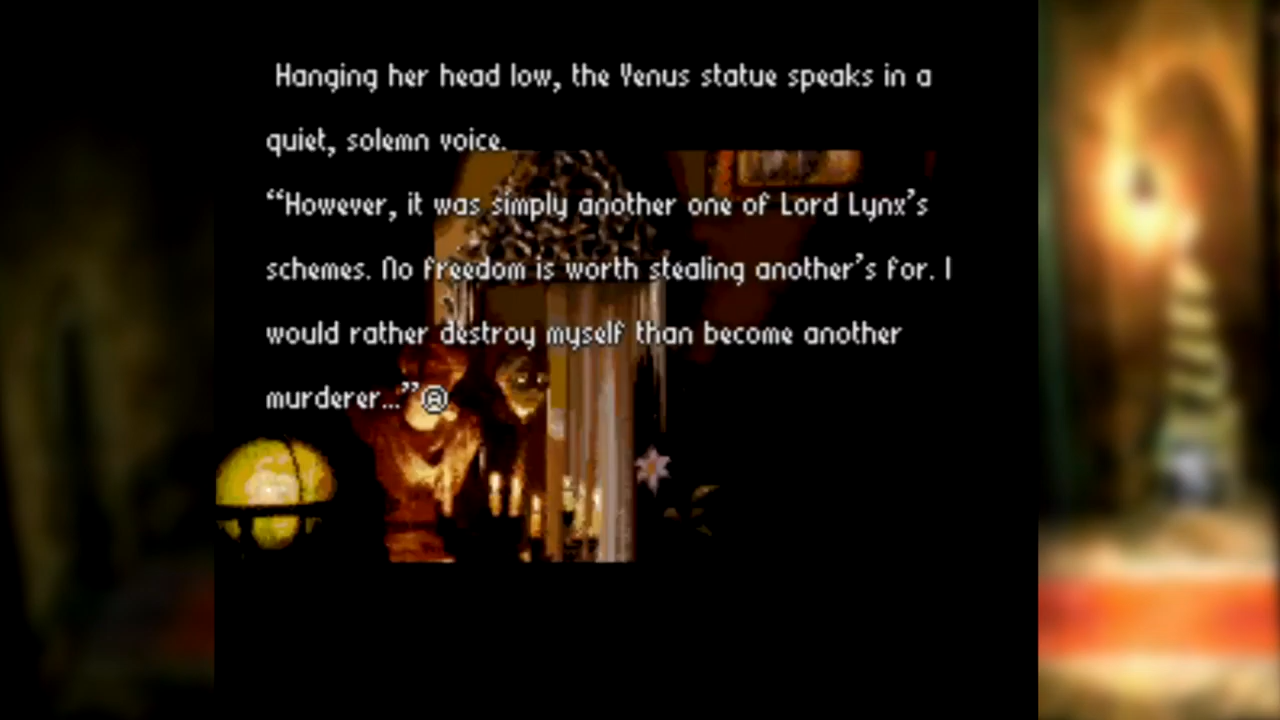 Hanging her head low, the Venus statue speaks in a
quiet, solemn voice.
“However, it was simply another one of Lord Lynx’s
schemes. No freedom is worth stealing another’s for. I
would rather destroy myself than become another
murderer...”